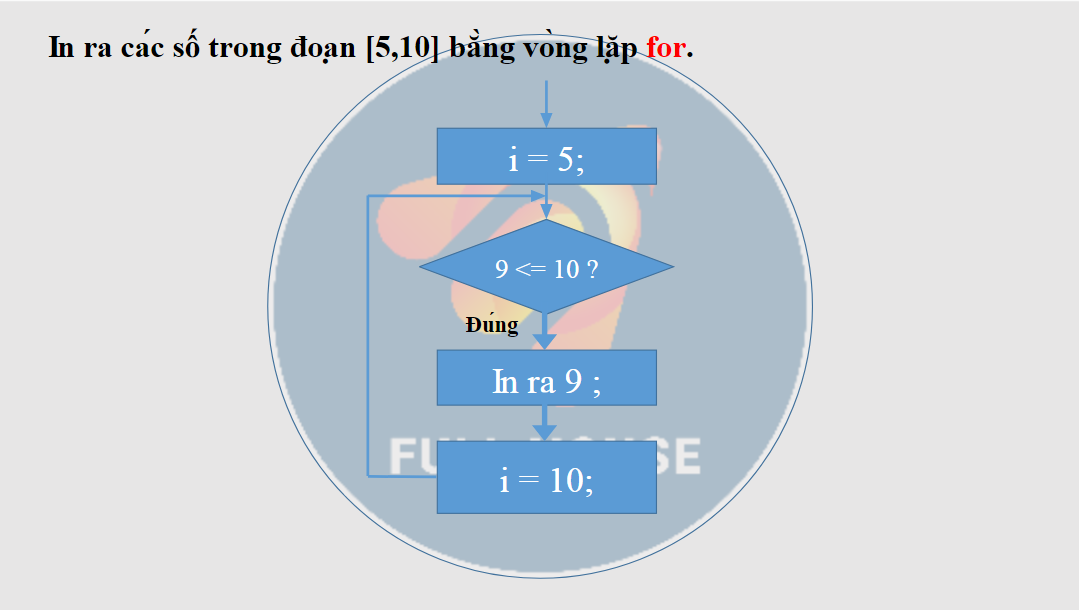 In ra các số trong đoạn [5,10] bằng vòng lặp for.
i = 5;
9 <= 10 ?
Đúng
In ra 9 ;
i = 10;